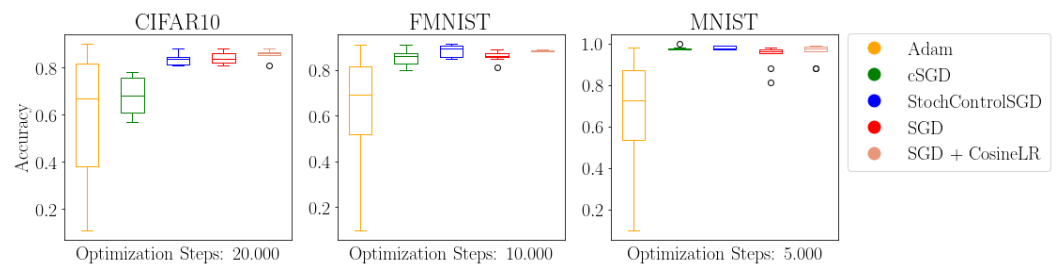 CIFAR10
FMNIST
MNIST
Accuracy
0.8
0.6
0.4
0.2
0.8
0.6
0.4
0.2
1.0
0.8
0.6
0.4
0.2
Optimization Steps: 20.000
Optimization Steps: 10.000
Optimization Steps: 5.000
Adam
cSGD
StochControlSGD
SGD
SGD + CosineLR